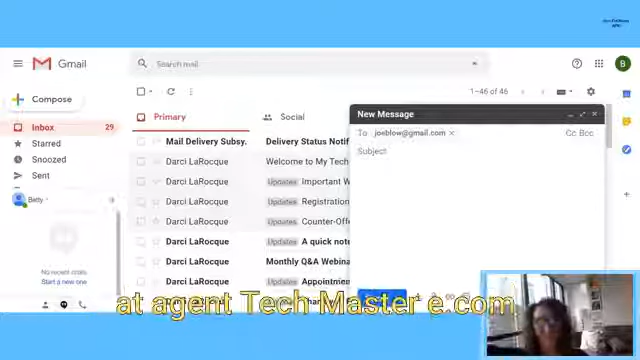 Gmail
Search mail
B
Compose
1–46 of 46
Inbox
29
Starred
Snoozed
Sent
Betty
No recent chats
Start a new one
Primary
Social
Mail Delivery Subsy.
Delivery Status Notif
Darci LaRocque
Welcome to My Tech
Darci LaRocque
Updates
Important W
Darci LaRocque
Updates
Registration
Darci LaRocque
Updates
Counter-Offe
Darci LaRocque
Updates
A quick note
Darci LaRocque
Monthly Q&A Webina
Darci LaRocque
Updates
Appointmen
New Message
To
joeblow@gmail.com
Cc Bcc
Subject
at agent Tech Master e.com